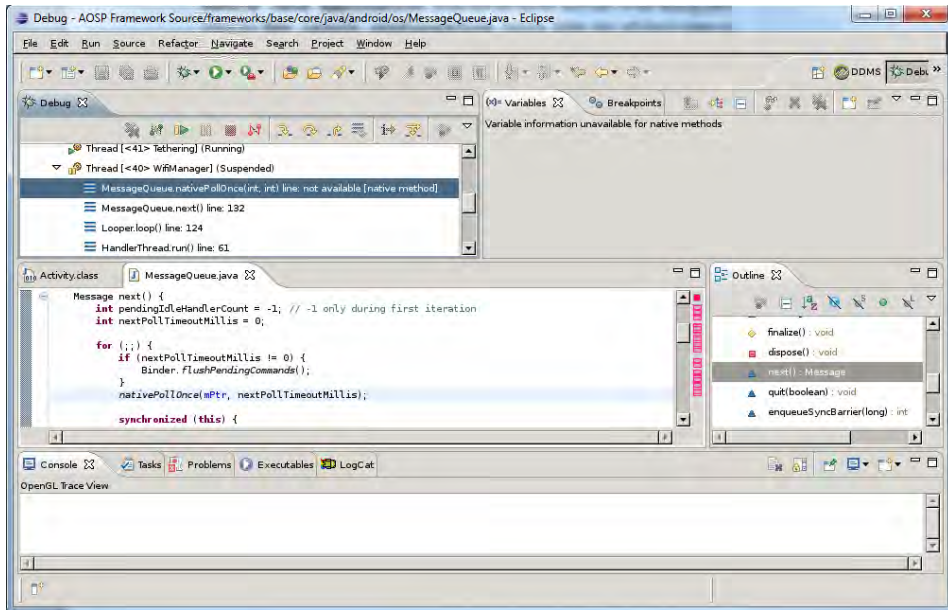 Debug - AOSP Framework Source/frameworks/base/core/java/android/os/MessageQueue.java - Eclipse
File Edit Run Source Refactor Navigate Search Project Window Help
DDMS Debu »
Debug
(x)= Variables Breakpoints
Variable information unavailable for native methods
Thread [<41> Tethering] (Running)
Thread [<40> WifiManager] (Suspended)
MessageQueue.nativePollOnce(int, int) line: not available [native method]
MessageQueue.next() line: 132
Looper.loop() line: 124
HandlerThread.run() line: 61
Activity.class MessageQueue.java
Outline
Message next() {
int pendingIdleHandlerCount = -1; // -1 only during first iteration
int nextPollTimeoutMillis = 0;
for (;;) {
if (nextPollTimeoutMillis != 0) {
Binder.flushPendingCommands();
}
nativePollOnce(mPtr, nextPollTimeoutMillis);
synchronized (this) {
finalize() : void
dispose() : void
next() : Message
quit(boolean) : void
enqueueSyncBarrier(long) : int
Console Tasks Problems Executables LogCat
OpenGL Trace View